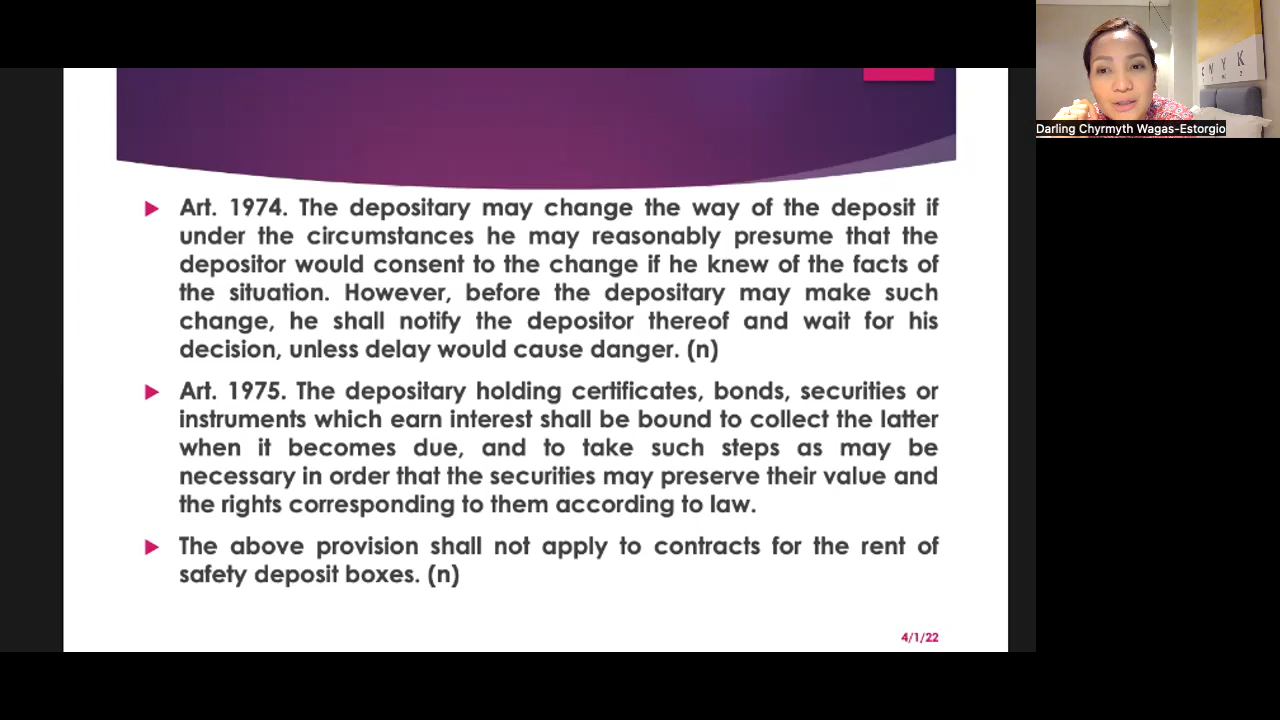 Art. 1974. The depositary may change the way of the deposit if
under the circumstances he may reasonably presume that the
depositor would consent to the change if he knew of the facts of
the situation. However, before the depositary may make such
change, he shall notify the depositor thereof and wait for his
decision, unless delay would cause danger. (n)
Art. 1975. The depositary holding certificates, bonds, securities or
instruments which earn interest shall be bound to collect the latter
when it becomes due, and to take such steps as may be
necessary in order that the securities may preserve their value and
the rights corresponding to them according to law.
The above provision shall not apply to contracts for the rent of
safety deposit boxes. (n)
4/1/22
Darling Chyrmyth Wagas-Estorgio